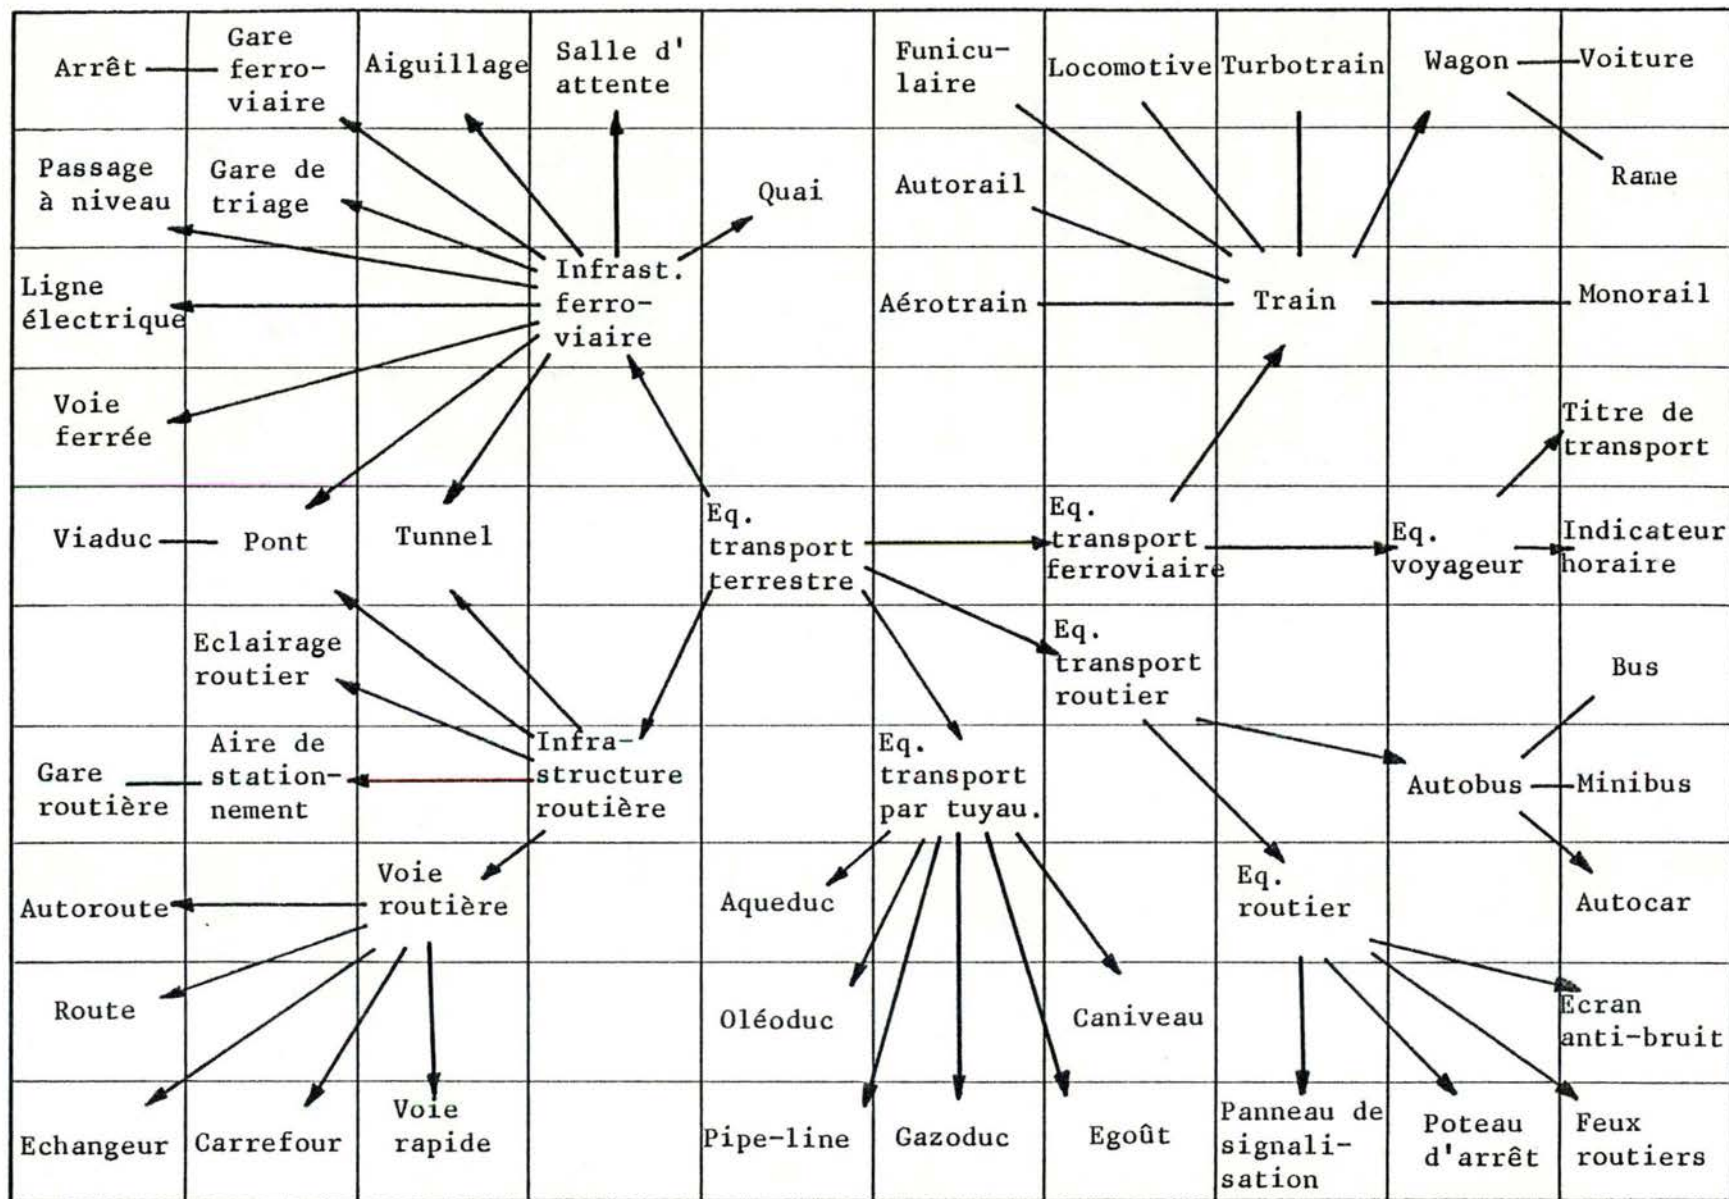 Arrêt
Gare
ferro-
viaire
Aiguillage
Salle d'
attente
Funicu-
laire
Locomotive
Turbotrain
Wagon
Voiture
Passage
à niveau
Gare de
triage
Quai
Autorail
Rame
Ligne
électrique
Infrast.
ferro-
viaire
Aérotrain
Train
Monorail
Voie
ferrée
Titre de
transport
Viaduc
Pont
Tunnel
Eq.
transport
terrestre
Eq.
transport
ferroviaire
Eq.
voyageur
Indicateur
horaire
Eclairage
routier
Eq.
transport
routier
Bus
Gare
routière
Aire de
station-
nement
Infra-
structure
routière
Eq.
transport
par tuyau.
Autobus
Minibus
Autoroute
Voie
routière
Aqueduc
Eq.
routier
Autocar
Route
Oléoduc
Caniveau
Ecran
anti-bruit
Echangeur
Carrefour
Voie
rapide
Pipe-line
Gazoduc
Egoût
Panneau de
signali-
sation
Poteau
d'arrêt
Feux
routiers